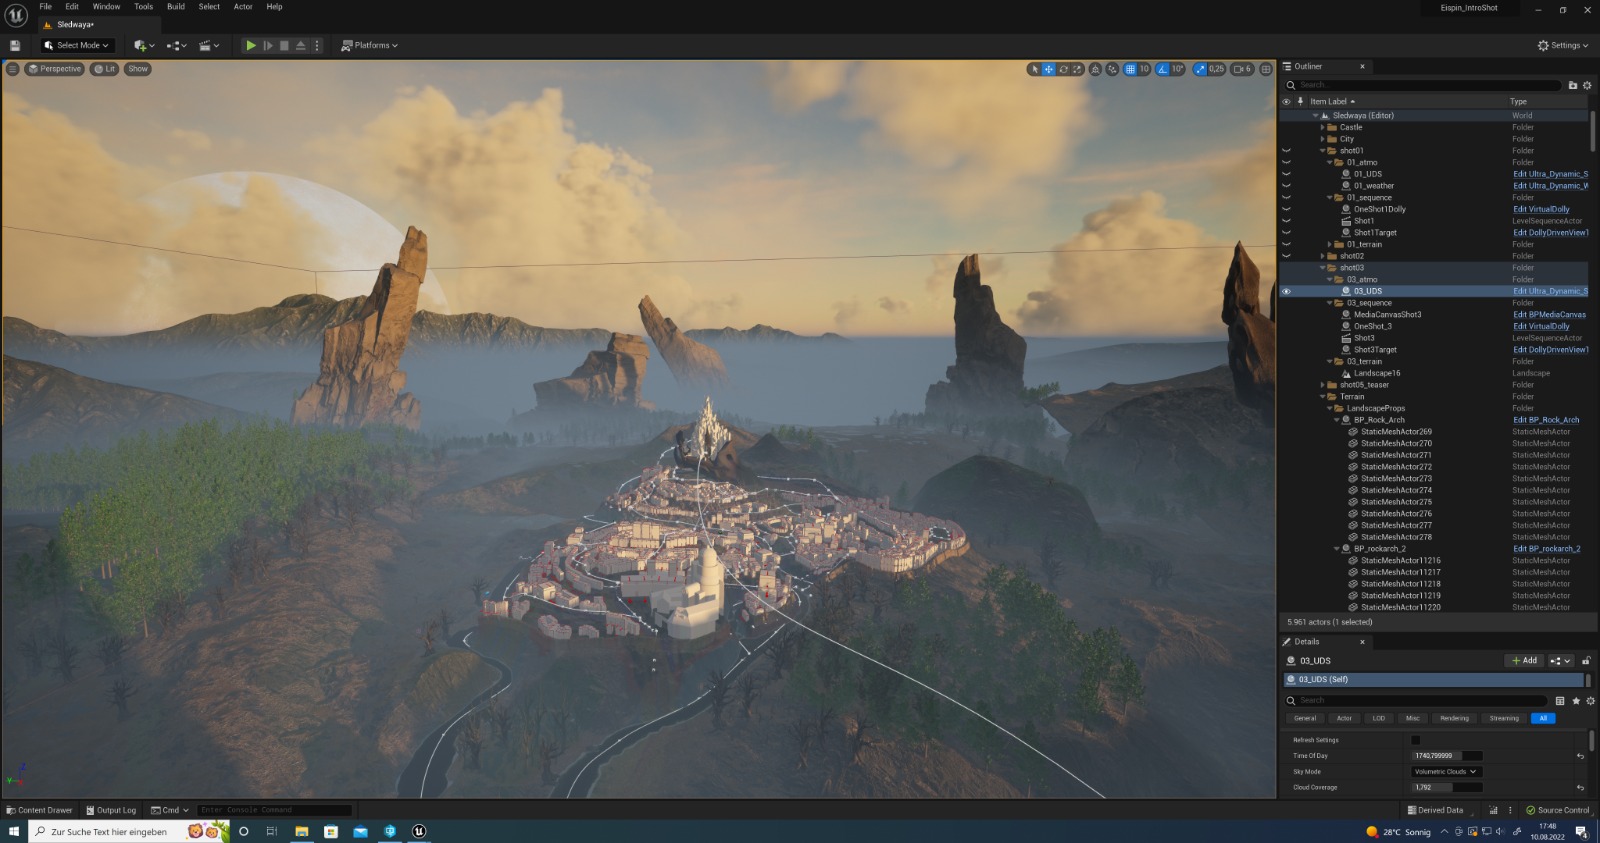 File Edit Window Tools Build Select Actor Help
Eispin_IntroShot
Sledwaya*
Select Mode
Platforms
Settings
Perspective Lit Show
10 10° 0,25 6
Outliner
Search...
Item Label Type
Sledwaya (Editor) World
Castle Folder
City Folder
shot01 Folder
01_atmo Folder
01_UDS Edit Ultra_Dynamic_S
01_weather Edit Ultra_Dynamic_W
01_sequence Folder
OneShot1Dolly Edit VirtualDolly
Shot1 LevelSequenceActor
Shot1Target Edit DollyDrivenView1
01_terrain Folder
shot02 Folder
shot03 Folder
03_atmo Folder
03_UDS Edit Ultra_Dynamic_S
03_sequence Folder
MediaCanvasShot3 Edit BPMediaCanvas
OneShot_3 Edit VirtualDolly
Shot3 LevelSequenceActor
Shot3Target Edit DollyDrivenView1
03_terrain Folder
Landscape16 Landscape
shot05_teaser Folder
Terrain Folder
LandscapeProps Folder
BP_Rock_Arch Edit BP_Rock_Arch
StaticMeshActor269 StaticMeshActor
StaticMeshActor270 StaticMeshActor
StaticMeshActor271 StaticMeshActor
StaticMeshActor272 StaticMeshActor
StaticMeshActor273 StaticMeshActor
StaticMeshActor274 StaticMeshActor
StaticMeshActor275 StaticMeshActor
StaticMeshActor276 StaticMeshActor
StaticMeshActor277 StaticMeshActor
StaticMeshActor278 StaticMeshActor
BP_rockarch_2 Edit BP_rockarch_2
StaticMeshActor11216 StaticMeshActor
StaticMeshActor11217 StaticMeshActor
StaticMeshActor11218 StaticMeshActor
StaticMeshActor11219 StaticMeshActor
StaticMeshActor11220 StaticMeshActor
5.961 actors (1 selected)
Details
03_UDS + Add
03_UDS (Self)
Search
General Actor LOD Misc Rendering Streaming All
Refresh Settings
Time Of Day 1740,799999
Sky Mode Volumetric Clouds
Cloud Coverage 1,792
Z
Y
Content Drawer Output Log Cmd Enter Console Command
Derived Data Source Control
Zur Suche Text hier eingeben
28°C Sonnig
17:48
10.08.2022
4